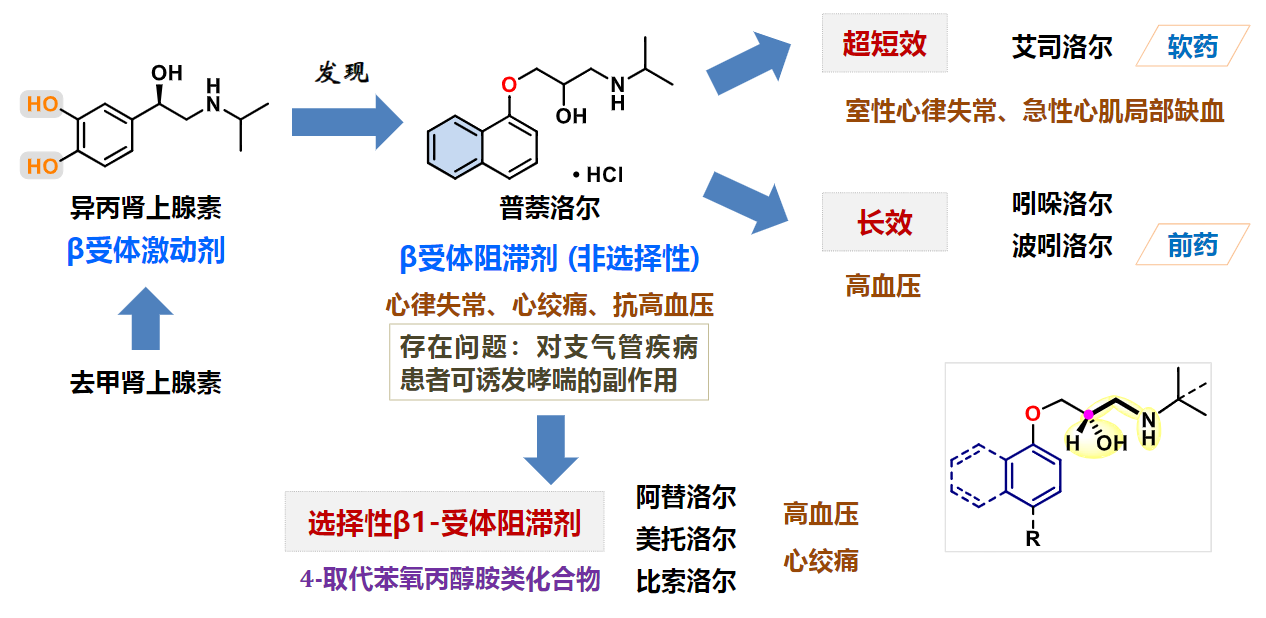 OH
H
N
HO
HO
异丙肾上腺素
β受体激动剂
去甲肾上腺素
发现
O
OH
N
H
• HCl
普萘洛尔
β受体阻滞剂 (非选择性)
心律失常、心绞痛、抗高血压
存在问题：对支气管疾病
患者可诱发哮喘的副作用
超短效
艾司洛尔
软药
室性心律失常、急性心肌局部缺血
长效
吲哚洛尔
波吲洛尔
前药
高血压
选择性β1-受体阻滞剂
4-取代苯氧丙醇胺类化合物
阿替洛尔
美托洛尔
比索洛尔
高血压
心绞痛
O
H
OH
N
H
R